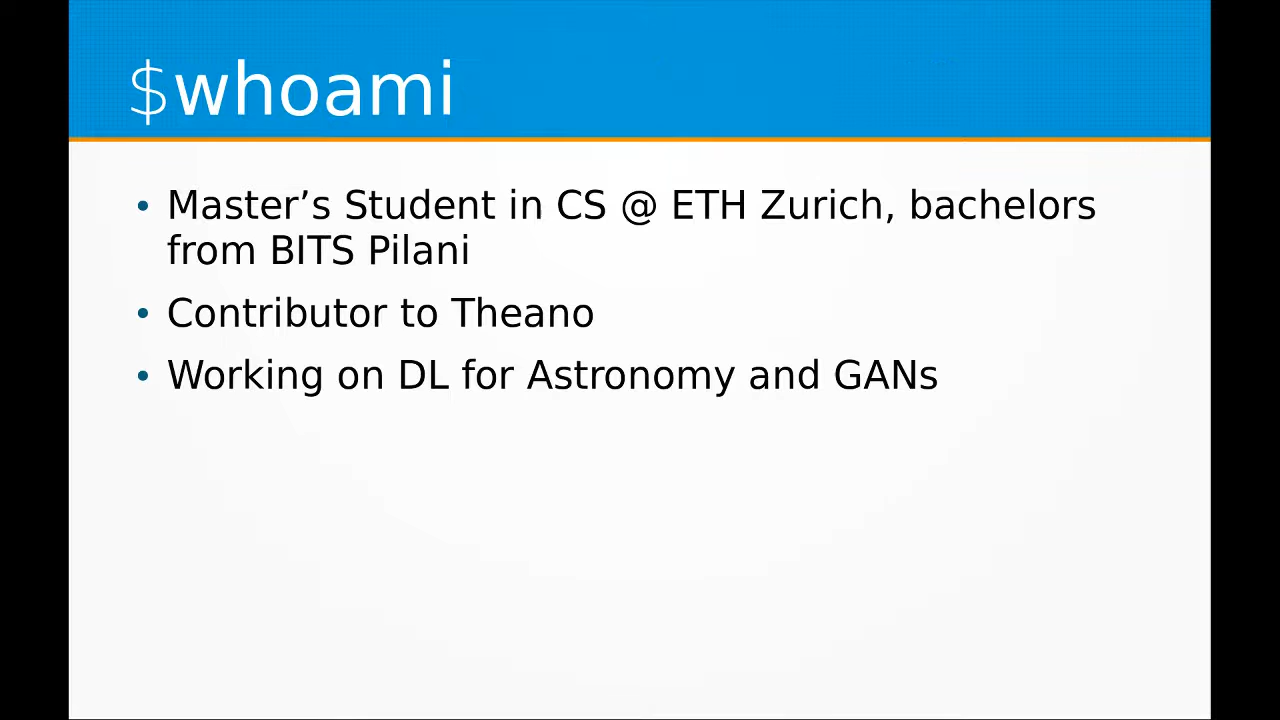 $whoami
• Master’s Student in CS @ ETH Zurich, bachelors
from BITS Pilani
• Contributor to Theano
• Working on DL for Astronomy and GANs